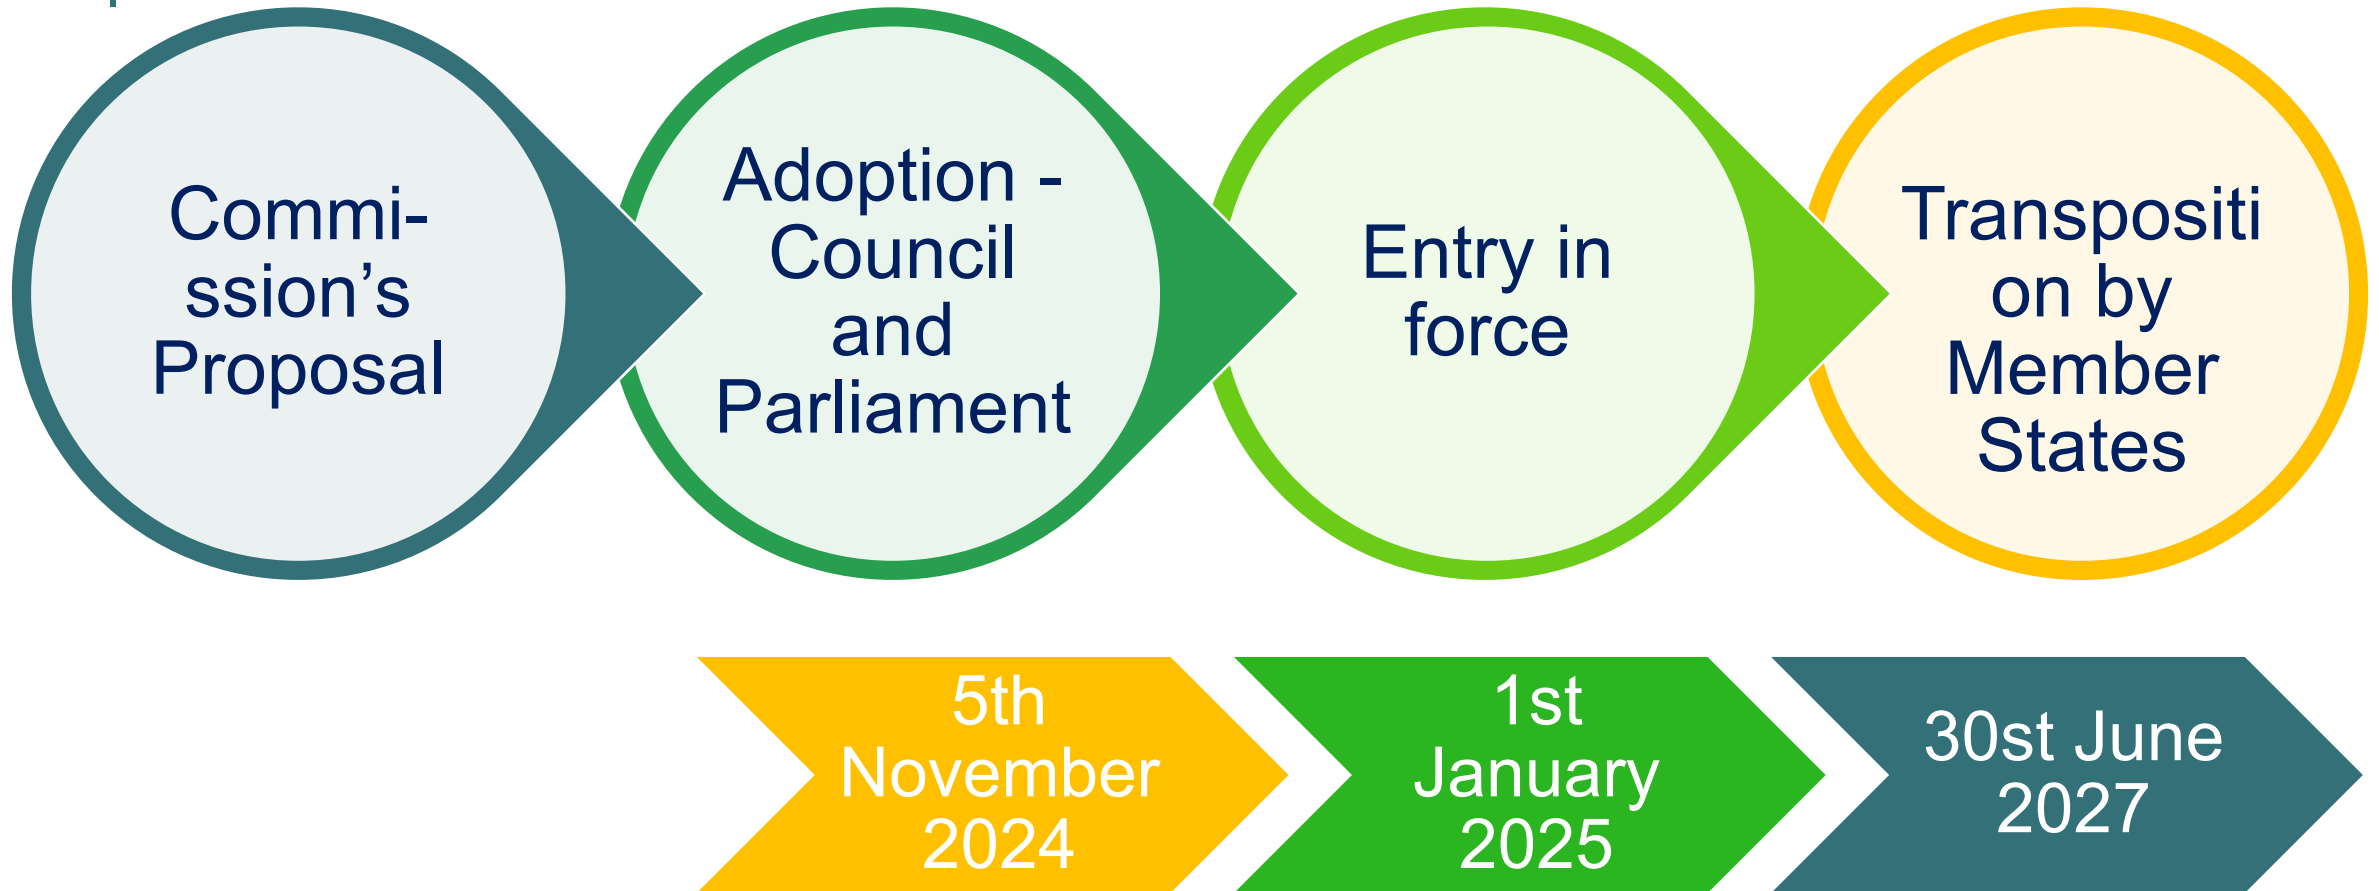 Commi-
ssion’s
Proposal
Adoption -
Council
and
Parliament
Entry in
force
Transpositi
on by
Member
States
5th
November
2024
1st
January
2025
30st June
2027